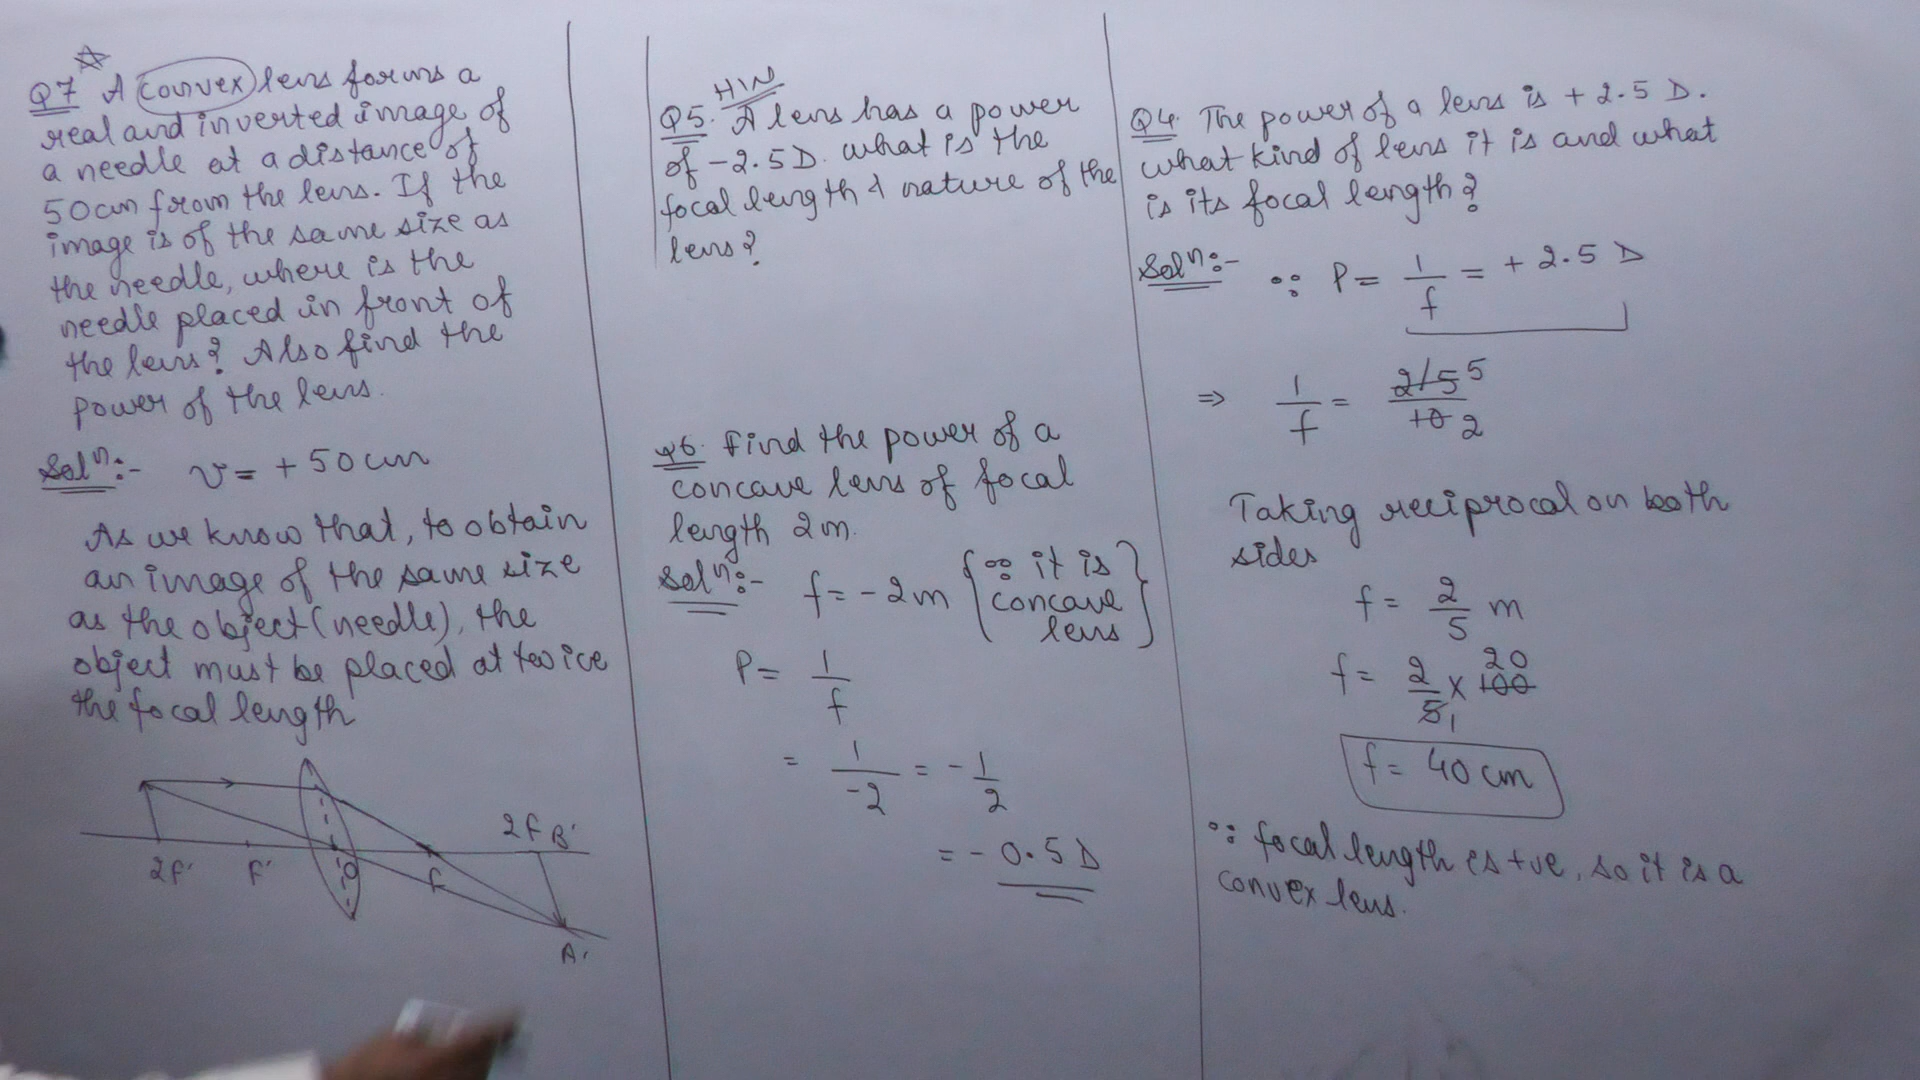 Q7 A convex lens forms a
real and inverted image of
a needle at a distance of
50cm from the lens. If the
image is of the same size as
the needle, where is the
needle placed in front of
the lens? Also find the
power of the lens.
Solⁿ:- v = +50cm
As we know that, to obtain
an image of the same size
as the object (needle), the
object must be placed at twice
the focal length
2F' F' O F 2F B'
A'
H/W
Q5. A lens has a power
of -2.5D. What is the
focal length & nature of the
lens?
Q6. Find the power of a
concave lens of focal
length 2m.
Solⁿ:- f = -2m {∵ it is
concave
lens}
P = 1/f
= 1/-2 = -1/2
= -0.5D
Q4. The power of a lens is +2.5 D.
What kind of lens it is and what
is its focal length?
Solⁿ:- ∵ P = 1/f = +2.5 D
⇒ 1/f = 25 5/10 2
Taking reciprocal on both
sides
f = 2/5 m
f = 2/5 1 × 100 20
f = 40 cm
∵ focal length is +ve, so it is a
convex lens.